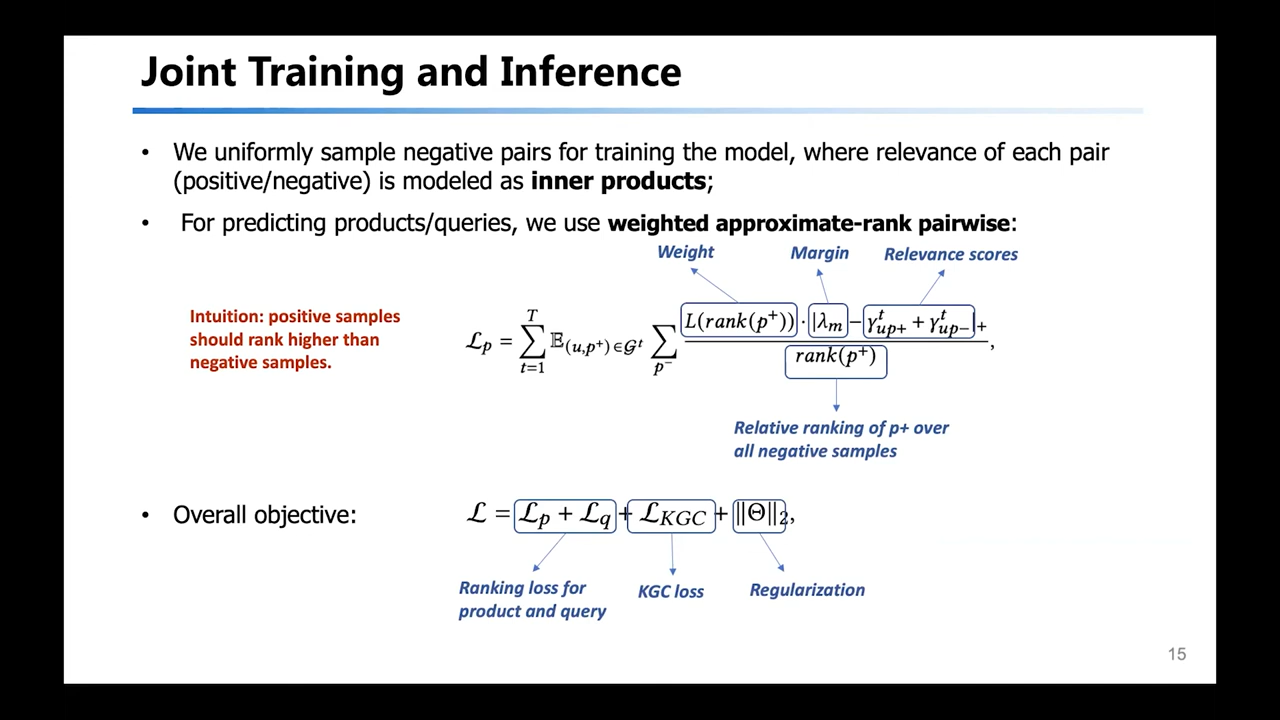 Joint Training and Inference
• We uniformly sample negative pairs for training the model, where relevance of each pair
(positive/negative) is modeled as inner products;
• For predicting products/queries, we use weighted approximate-rank pairwise:
Weight Margin Relevance scores
Intuition: positive samples
should rank higher than
negative samples.
ℒ_p = ∑_{t=1}^{T} 𝔼_{(u,p⁺)∈𝒢^t} ∑_{p⁻} \frac{L(rank(p⁺)) · |λ_m − γ^t_{up+} + γ^t_{up−}|_+}{rank(p⁺)},
Relative ranking of p+ over
all negative samples
• Overall objective:
ℒ = ℒ_p + ℒ_q + ℒ_{KGC} + ||Θ||_2,
Ranking loss for
product and query
KGC loss
Regularization
15